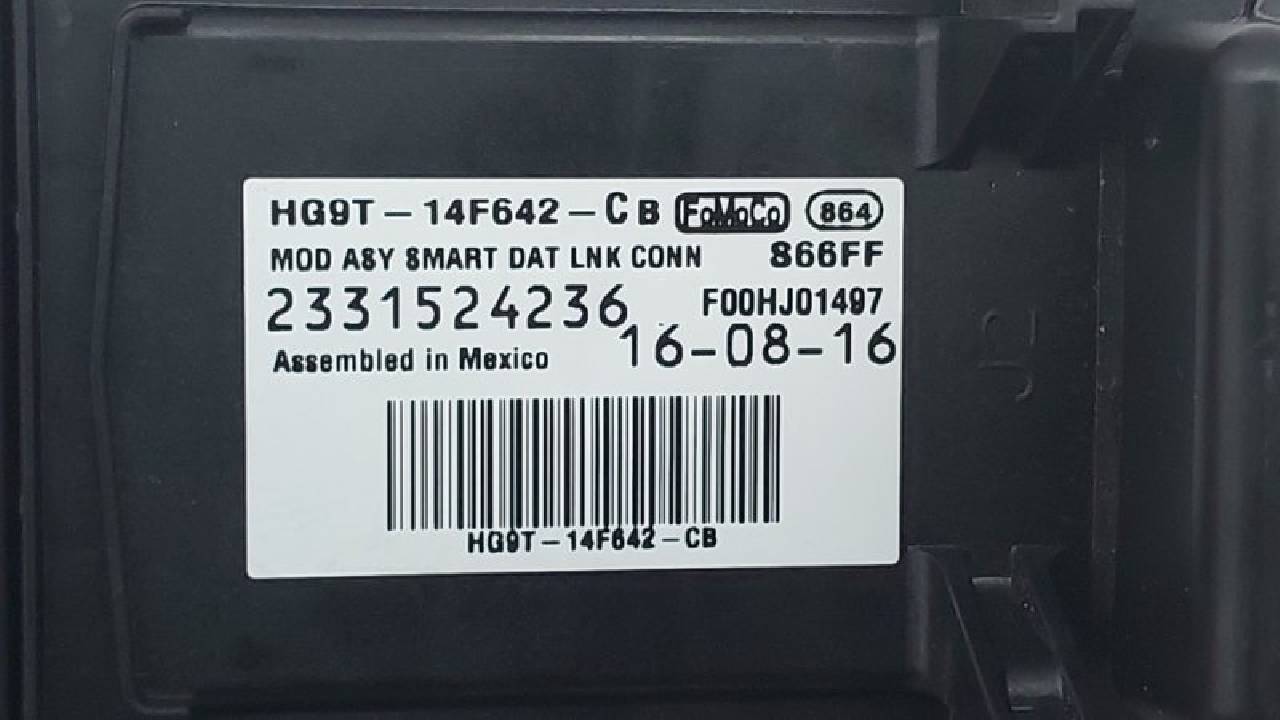 HG9T-14F642-CB FoMoCo 864
MOD ASY SMART DAT LNK CONN 866FF
2331524236 F00HJ01497
Assembled in Mexico 16-08-16
HG9T-14F642-CB